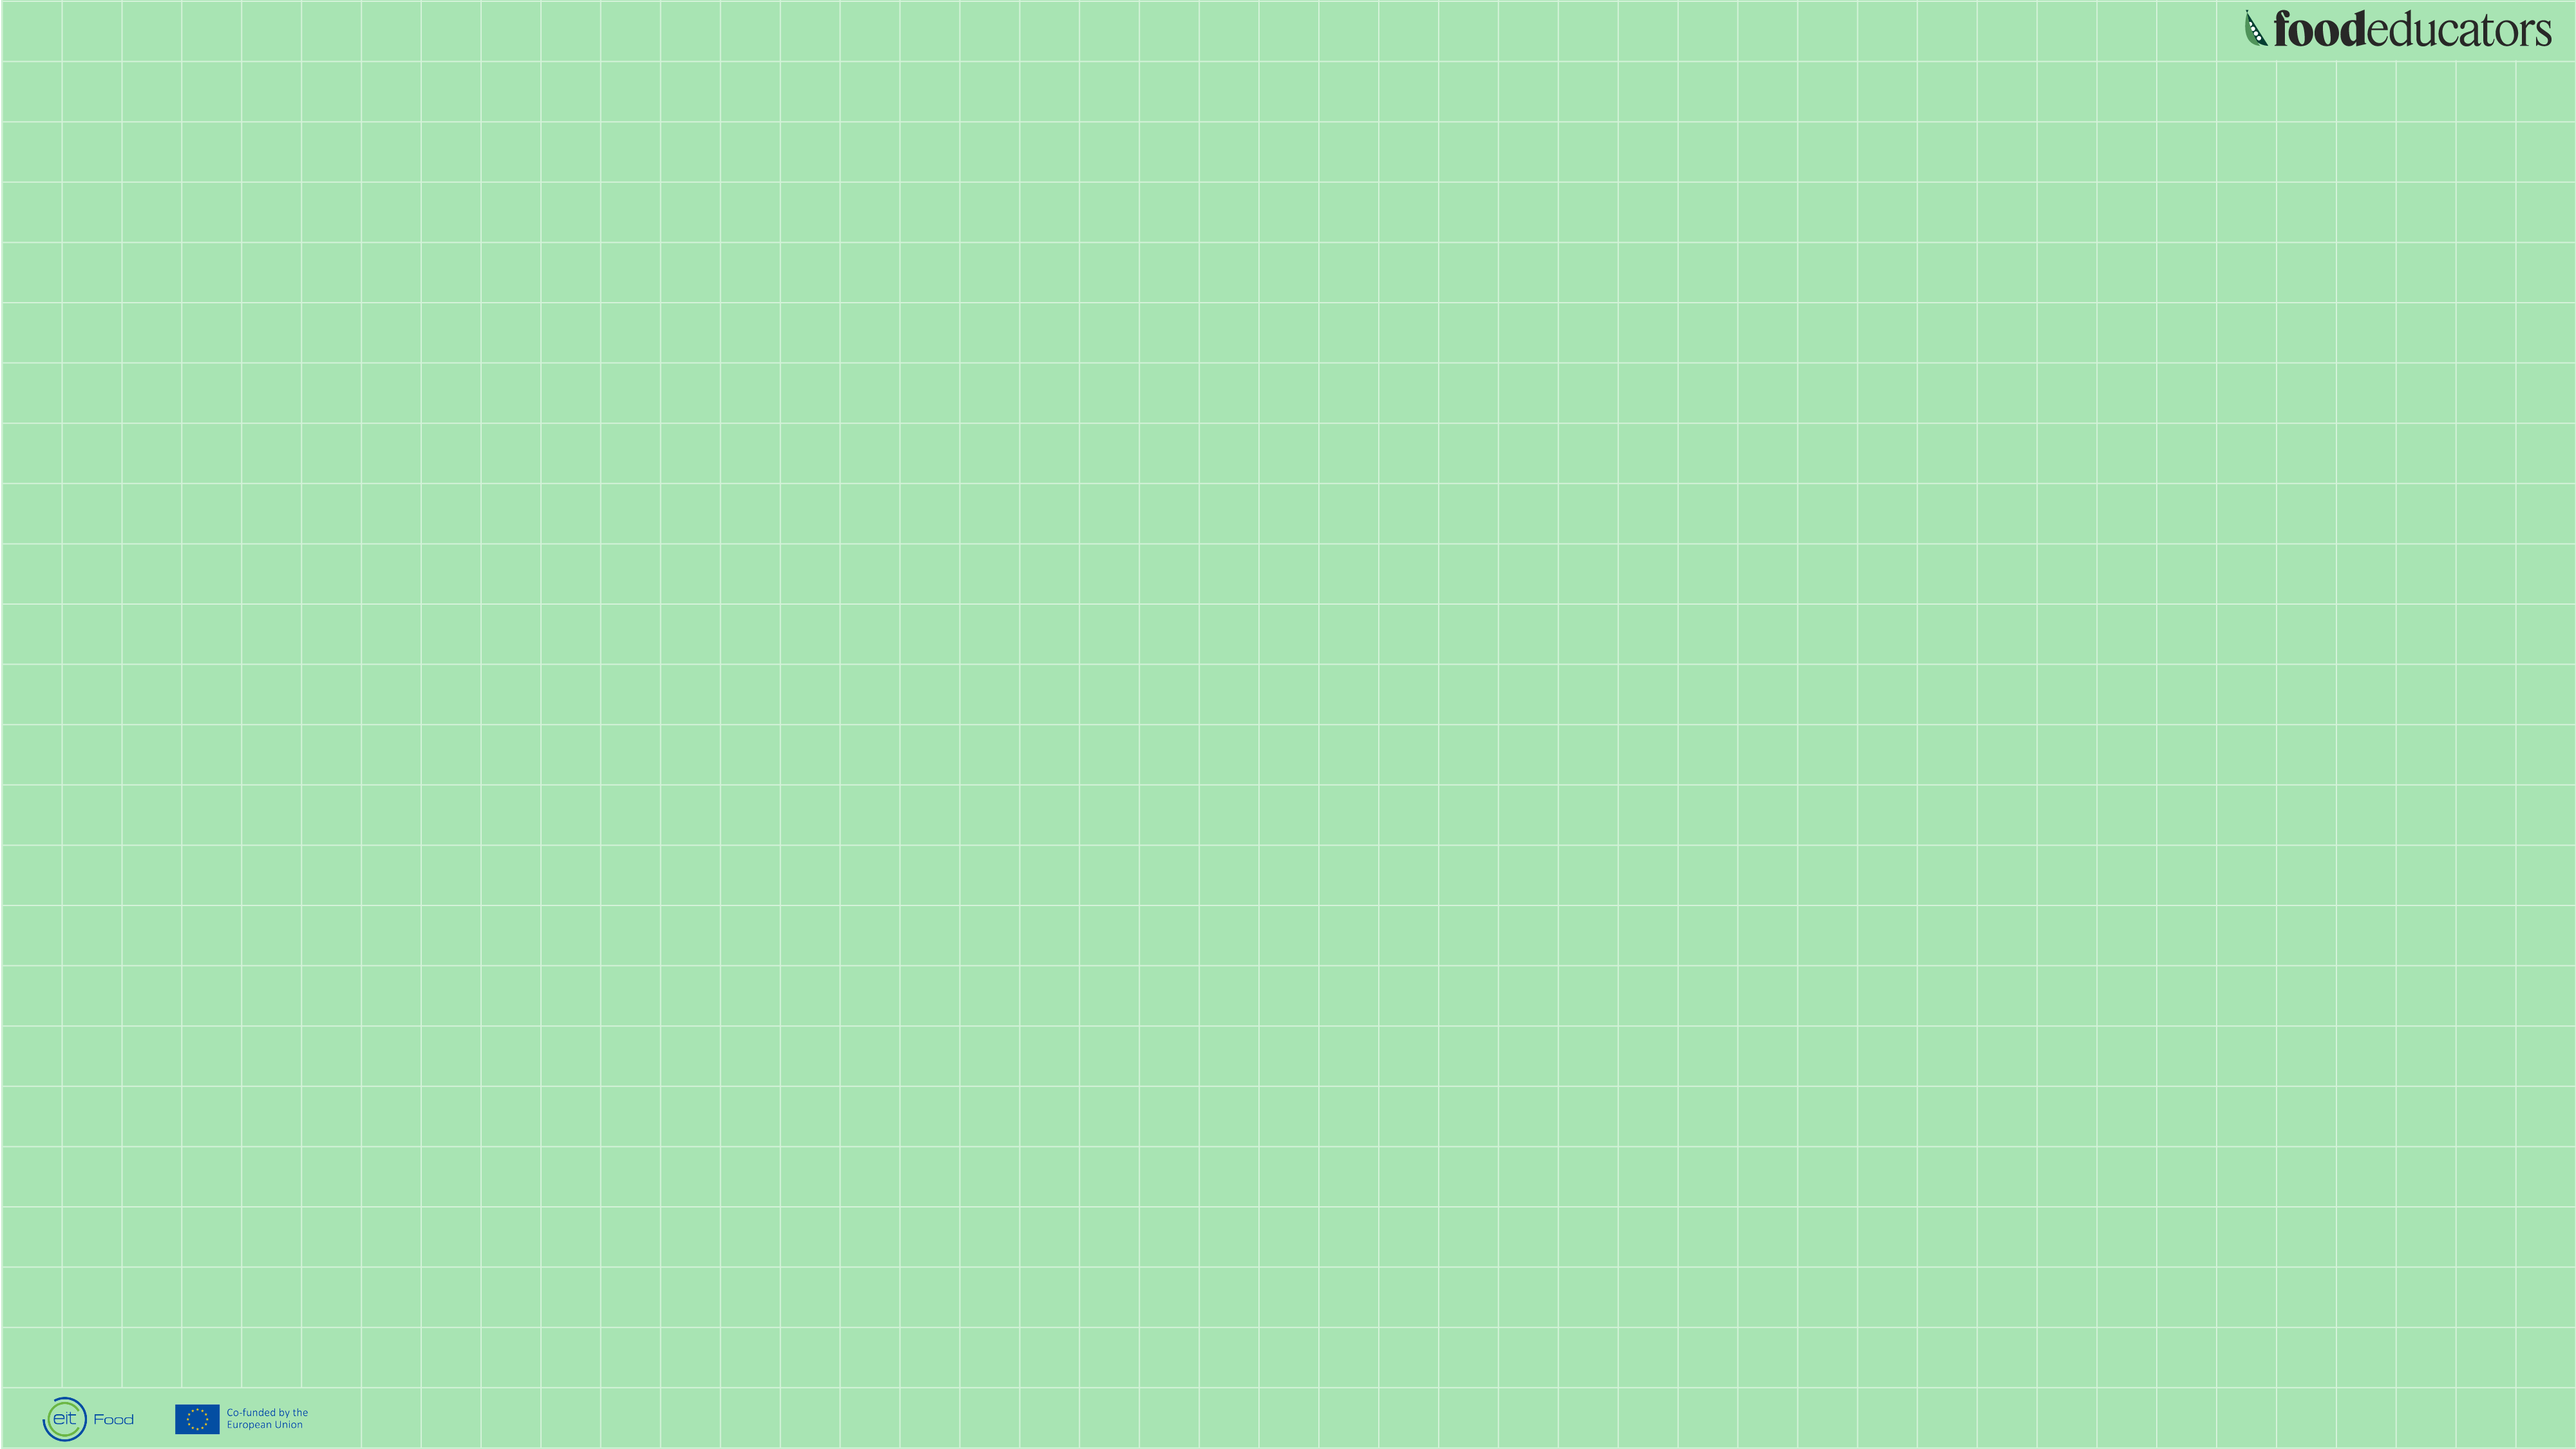 foodeducators
eit Food
Co-funded by the
European Union